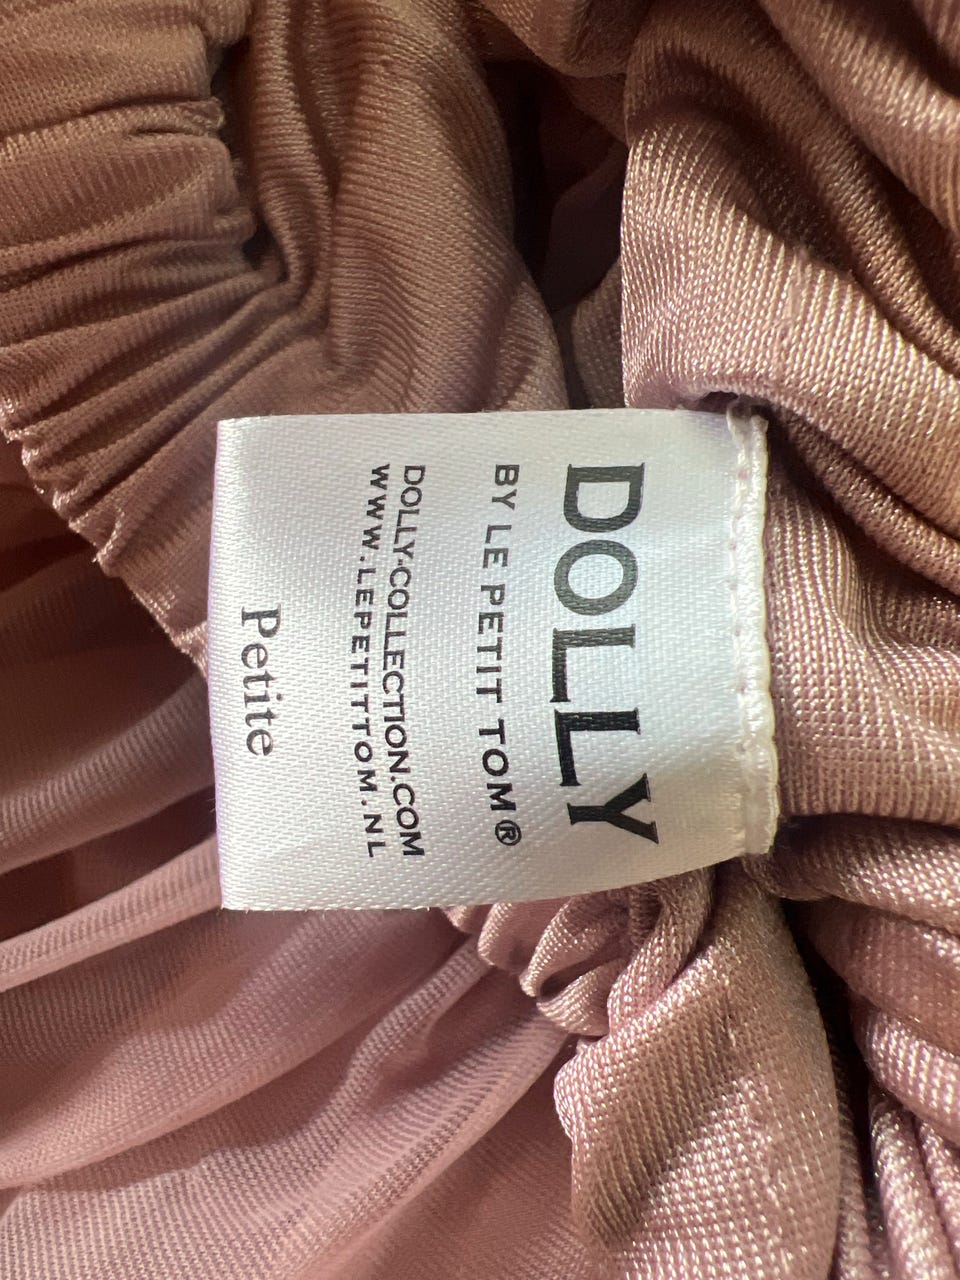 DOLLY
BY LE PETIT TOM®
DOLLY-COLLECTION.COM
WWW.LEPETITTOM.NL
Petite